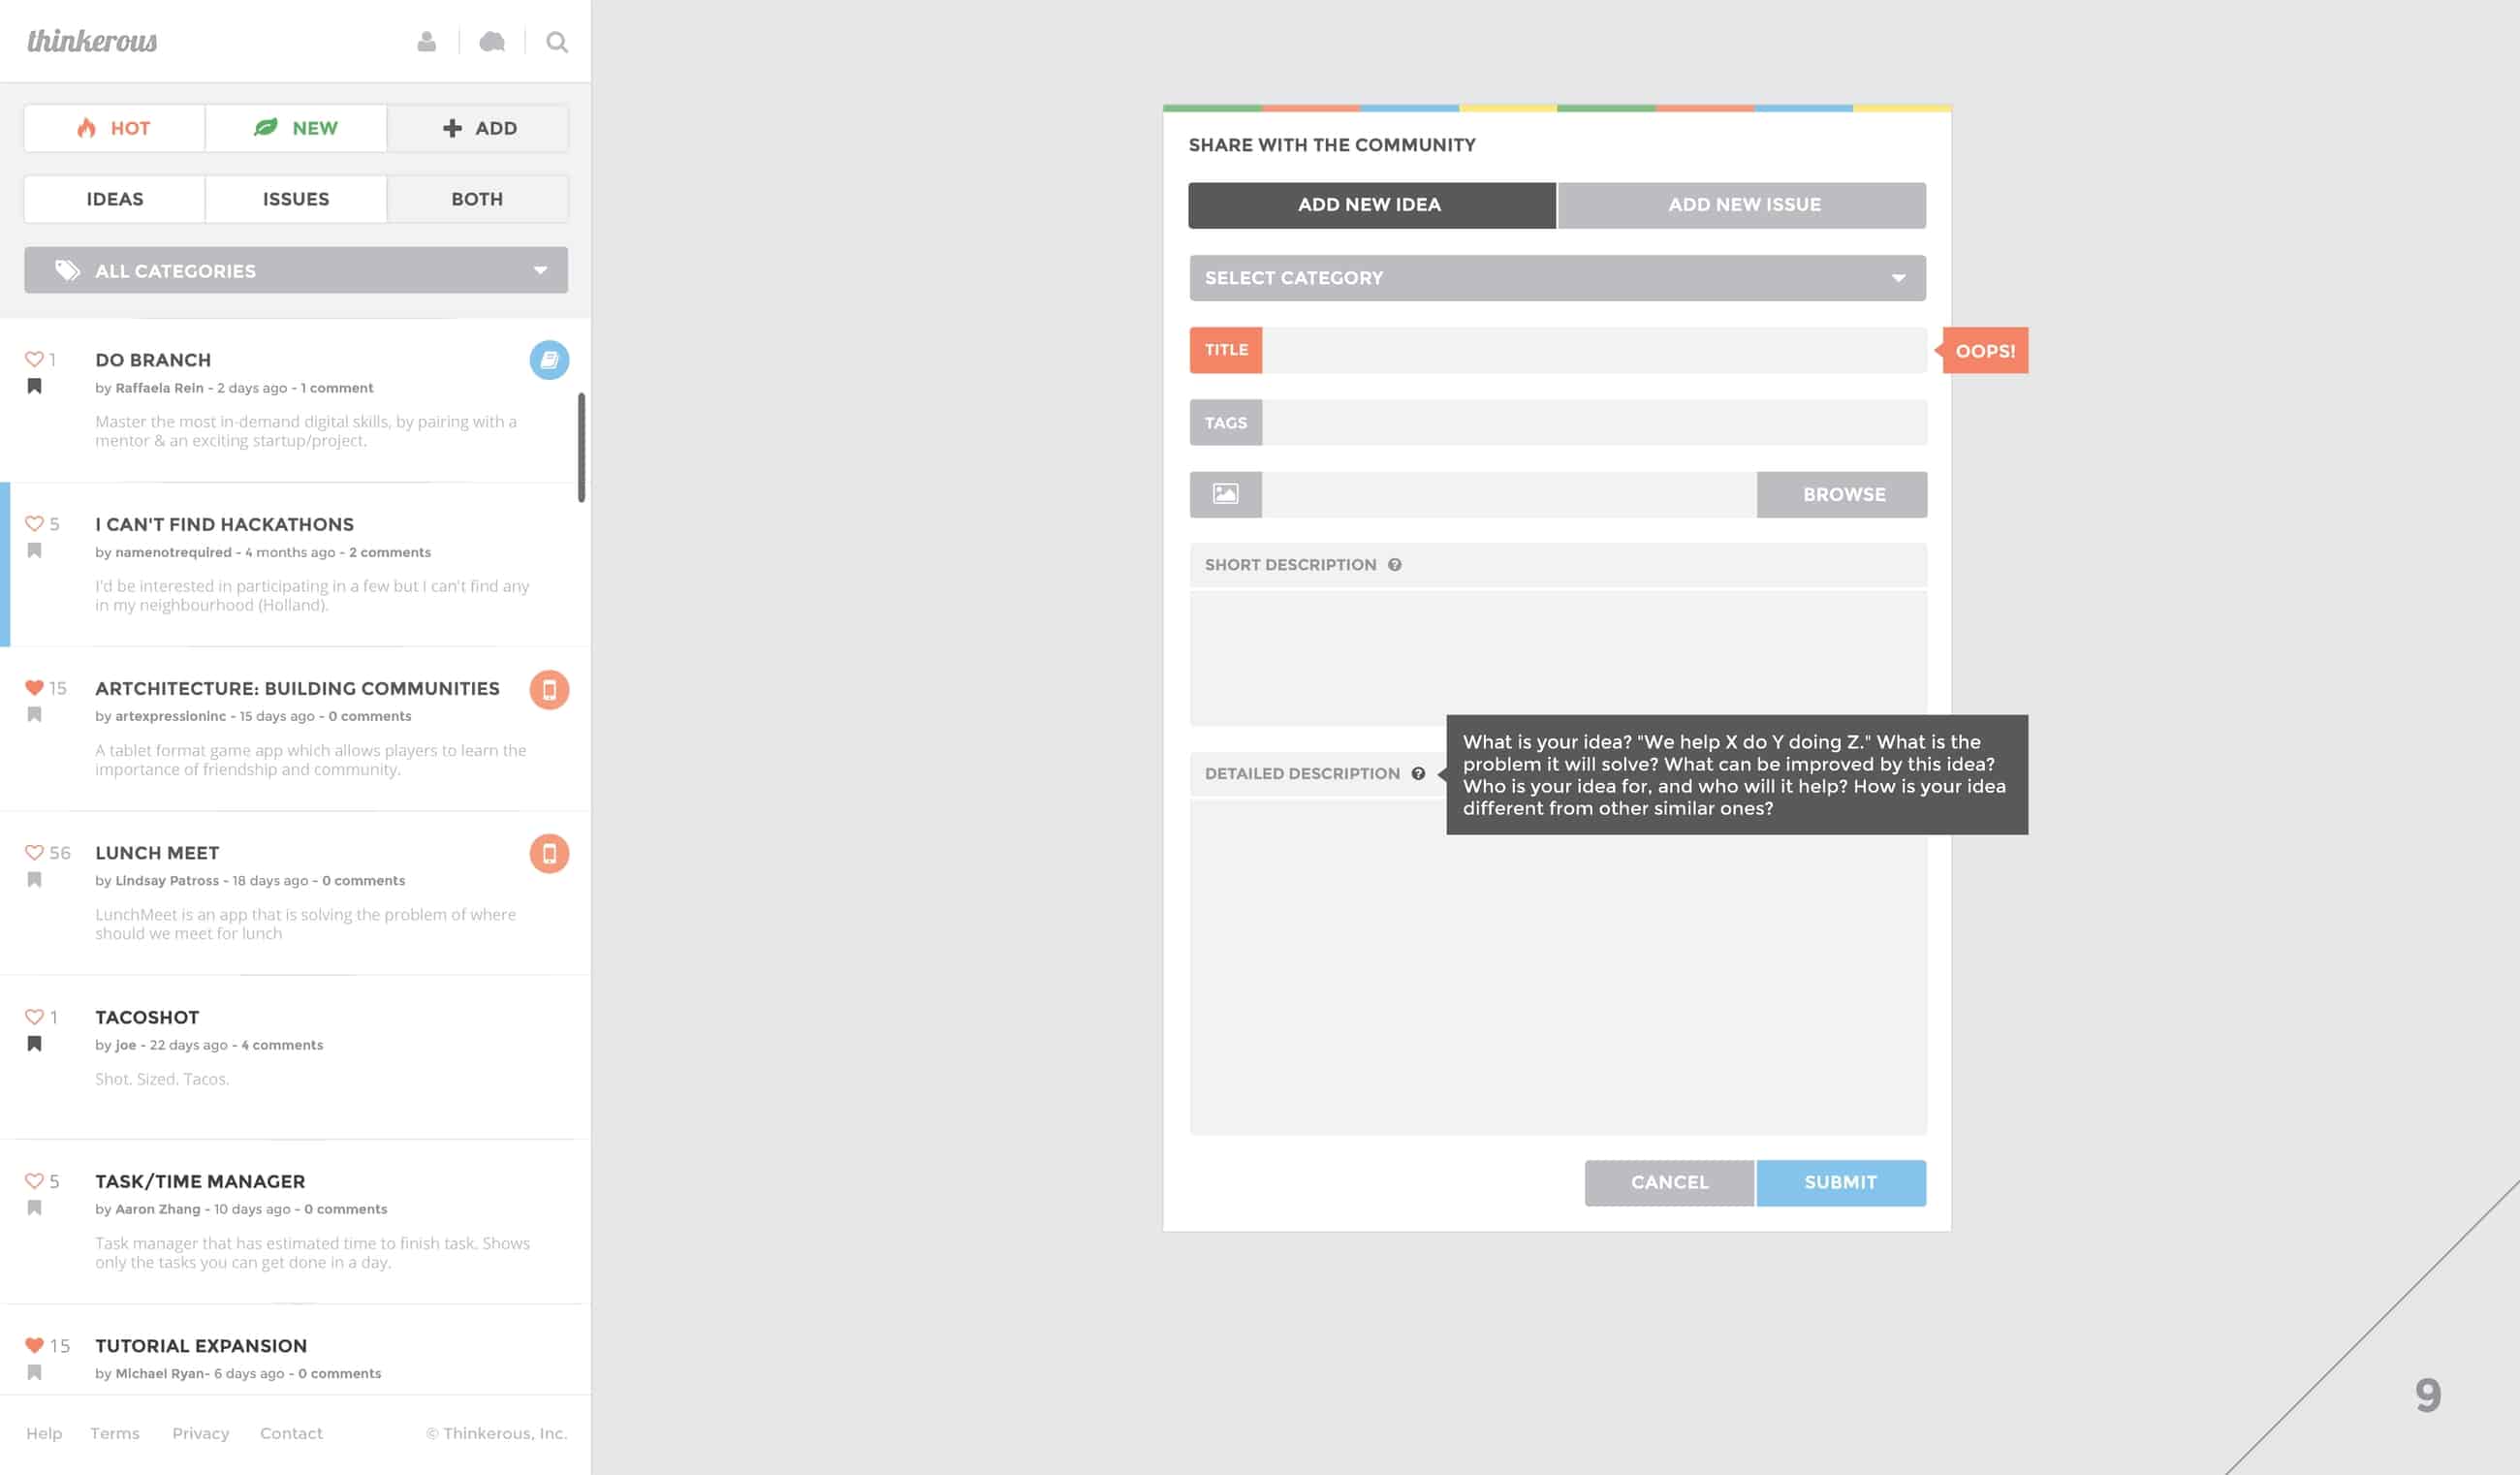 thinkerous
HOT
NEW
ADD
IDEAS
ISSUES
BOTH
ALL CATEGORIES
1
DO BRANCH
by Raffaela Rein - 2 days ago - 1 comment
Master the most in-demand digital skills, by pairing with a
mentor & an exciting startup/project.
5
I CAN'T FIND HACKATHONS
by namenotrequired - 4 months ago - 2 comments
I'd be interested in participating in a few but I can't find any
in my neighbourhood (Holland).
15
ARTCHITECTURE: BUILDING COMMUNITIES
by artexpressioninc - 15 days ago - 0 comments
A tablet format game app which allows players to learn the
importance of friendship and community.
56
LUNCH MEET
by Lindsay Patross - 18 days ago - 0 comments
LunchMeet is an app that is solving the problem of where
should we meet for lunch
1
TACOSHOT
by joe - 22 days ago - 4 comments
Shot. Sized. Tacos.
5
TASK/TIME MANAGER
by Aaron Zhang - 10 days ago - 0 comments
Task manager that has estimated time to finish task. Shows
only the tasks you can get done in a day.
15
TUTORIAL EXPANSION
by Michael Ryan- 6 days ago - 0 comments
Help
Terms
Privacy
Contact
© Thinkerous, Inc.
SHARE WITH THE COMMUNITY
ADD NEW IDEA
ADD NEW ISSUE
SELECT CATEGORY
TITLE
OOPS!
TAGS
BROWSE
SHORT DESCRIPTION ?
DETAILED DESCRIPTION ?
What is your idea? "We help X do Y doing Z." What is the
problem it will solve? What can be improved by this idea?
Who is your idea for, and who will it help? How is your idea
different from other similar ones?
CANCEL
SUBMIT
9